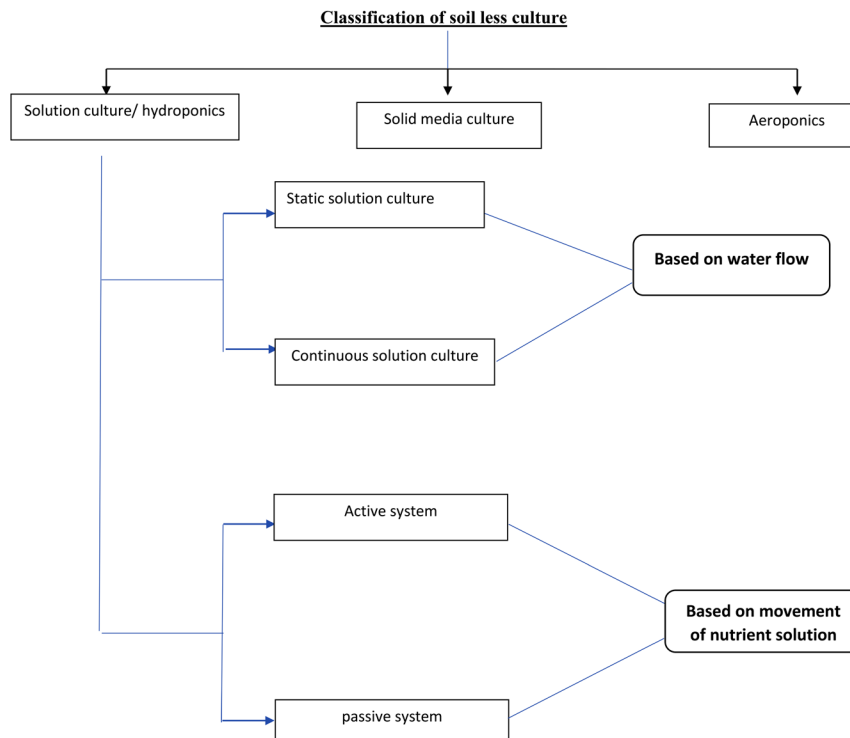 Classification of soil less culture
Solution culture/ hydroponics
Solid media culture
Aeroponics
Static solution culture
Based on water flow
Continuous solution culture
Active system
Based on movement
of nutrient solution
passive system